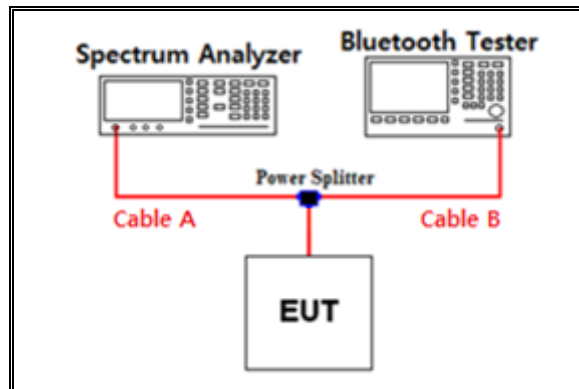 Bluetooth Tester
Spectrum Analyzer
Power Splitter
Cable A
Cable B
EUT